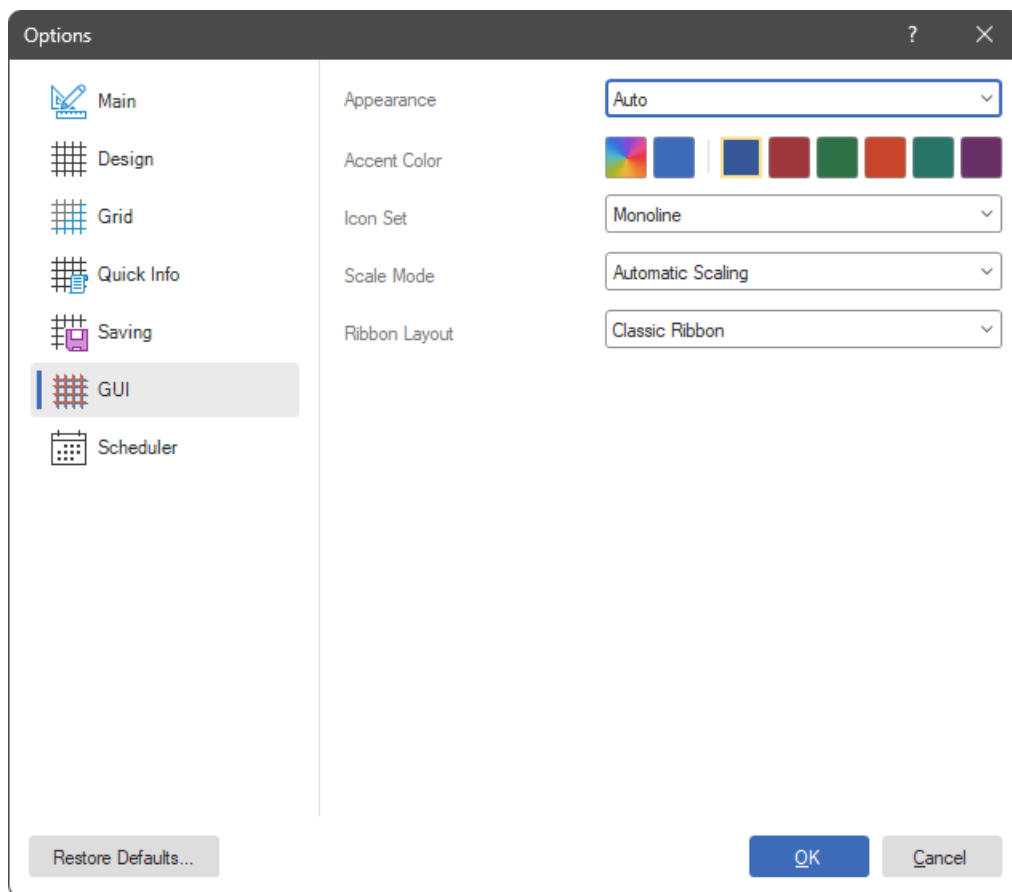 Options ?
Main
Design
Grid
Quick Info
Saving
GUI
Scheduler
Appearance Auto
Accent Color
Icon Set Monoline
Scale Mode Automatic Scaling
Ribbon Layout Classic Ribbon
Restore Defaults... OK Cancel